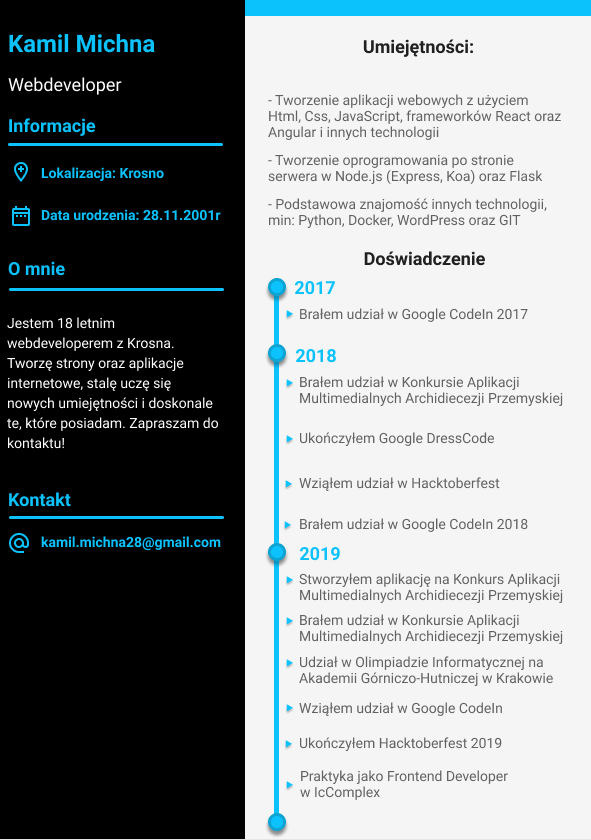 Kamil Michna
Webdeveloper
Informacje
Lokalizacja: Krosno
Data urodzenia: 28.11.2001r
O mnie
Jestem 18 letnim
webdeveloperem z Krosna.
Tworzę strony oraz aplikacje
internetowe, stalę uczę się
nowych umiejętności i doskonale
te, które posiadam. Zapraszam do
kontaktu!
Kontakt
kamil.michna28@gmail.com
Umiejętności:
- Tworzenie aplikacji webowych z użyciem
Html, Css, JavaScript, frameworków React oraz
Angular i innych technologii
- Tworzenie oprogramowania po stronie
serwera w Node.js (Express, Koa) oraz Flask
- Podstawowa znajomość innych technologii,
min: Python, Docker, WordPress oraz GIT
Doświadczenie
2017
Brałem udział w Google CodeIn 2017
2018
Brałem udział w Konkursie Aplikacji
Multimedialnych Archidiecezji Przemyskiej
Ukończyłem Google DressCode
Wziąłem udział w Hacktoberfest
Brałem udział w Google CodeIn 2018
2019
Stworzyłem aplikację na Konkurs Aplikacji
Multimedialnych Archidiecezji Przemyskiej
Brałem udział w Konkursie Aplikacji
Multimedialnych Archidiecezji Przemyskiej
Udział w Olimpiadzie Informatycznej na
Akademii Górniczo-Hutniczej w Krakowie
Wziąłem udział w Google CodeIn
Ukończyłem Hacktoberfest 2019
Praktyka jako Frontend Developer
w IcComplex